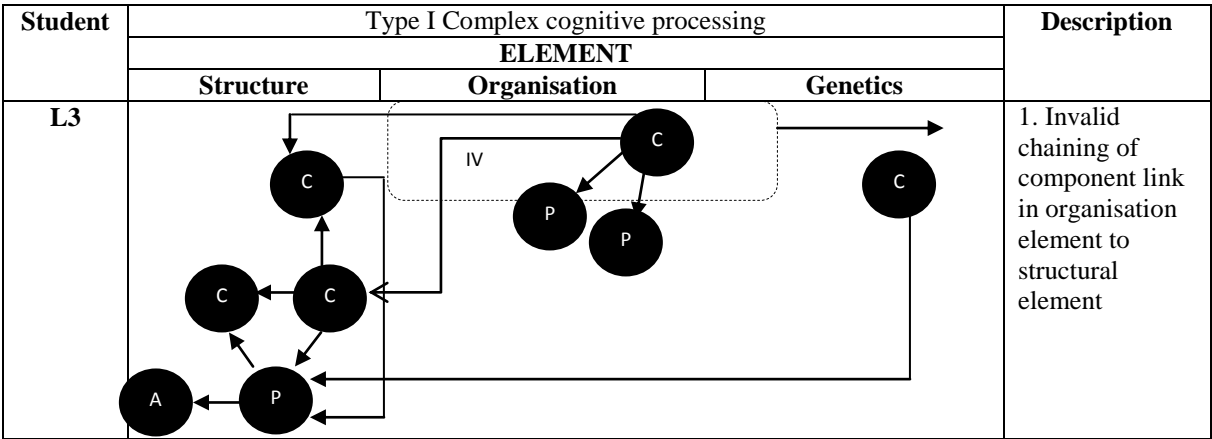 Student
Type I Complex cognitive processing
Description
ELEMENT
Structure
Organisation
Genetics
L3
C
IV
C
C
P
P
C
C
A
P
1. Invalid
chaining of
component link
in organisation
element to
structural
element